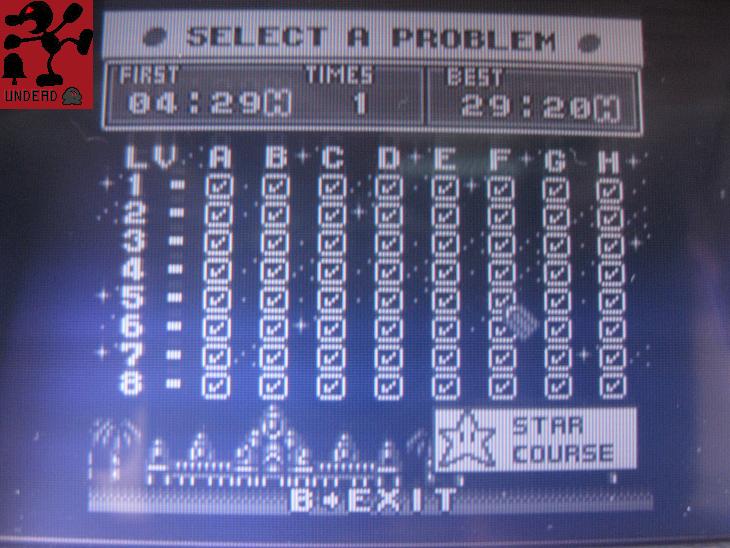 SELECT A PROBLEM
UNDEAD
FIRST TIMES BEST
04:29 1 29:20
LV A B C D E F G H
1 =
2 =
3 =
4 =
5 =
6 =
7 =
8 =
STAR
COURSE
B→EXIT